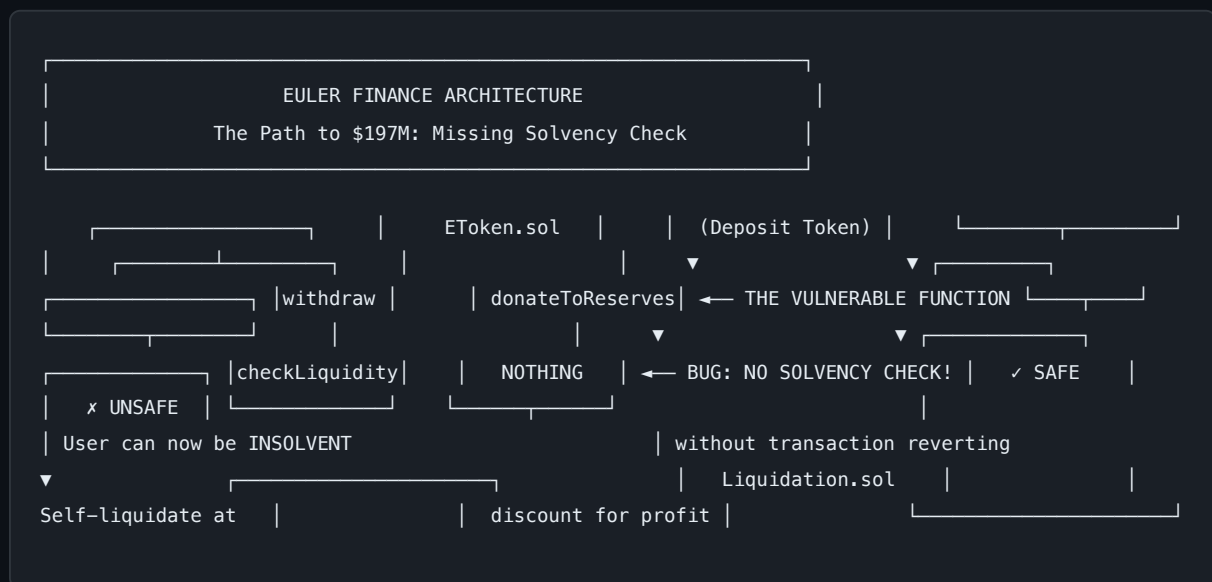 EULER FINANCE ARCHITECTURE
The Path to $197M: Missing Solvency Check
EToken.sol (Deposit Token)
withdraw donateToReserves ◄── THE VULNERABLE FUNCTION
checkLiquidity NOTHING ◄── BUG: NO SOLVENCY CHECK! ✓ SAFE
✗ UNSAFE
User can now be INSOLVENT without transaction reverting
Liquidation.sol
Self-liquidate at discount for profit